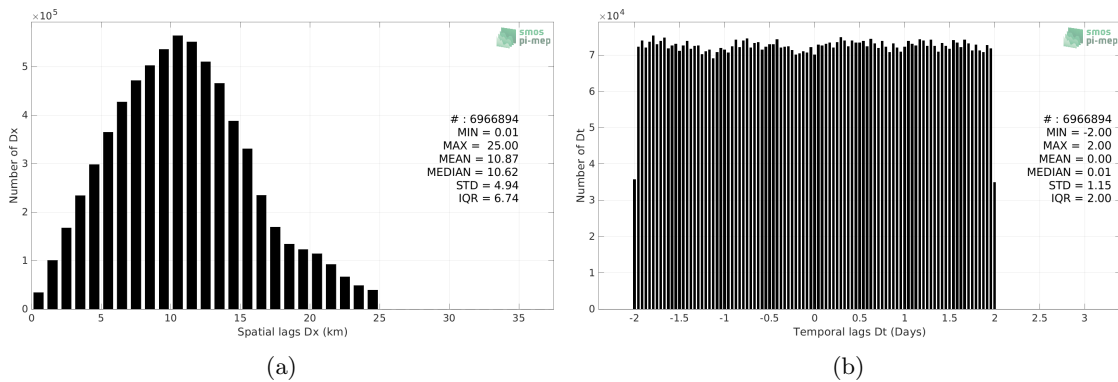 ×10⁵
smos
pi-mep
5
4
3
2
1
0
Number of Dx
# : 6966894
MIN = 0.01
MAX = 25.00
MEAN = 10.87
MEDIAN = 10.62
STD = 4.94
IQR = 6.74
0 5 10 15 20 25 30 35
Spatial lags Dx (km)
(a)
×10⁴
smos
pi-mep
7
6
5
4
3
2
1
0
Number of Dt
# : 6966894
MIN = -2.00
MAX = 2.00
MEAN = 0.00
MEDIAN = 0.01
STD = 1.15
IQR = 2.00
-2 -1.5 -1 -0.5 0 0.5 1 1.5 2 2.5 3
Temporal lags Dt (Days)
(b)